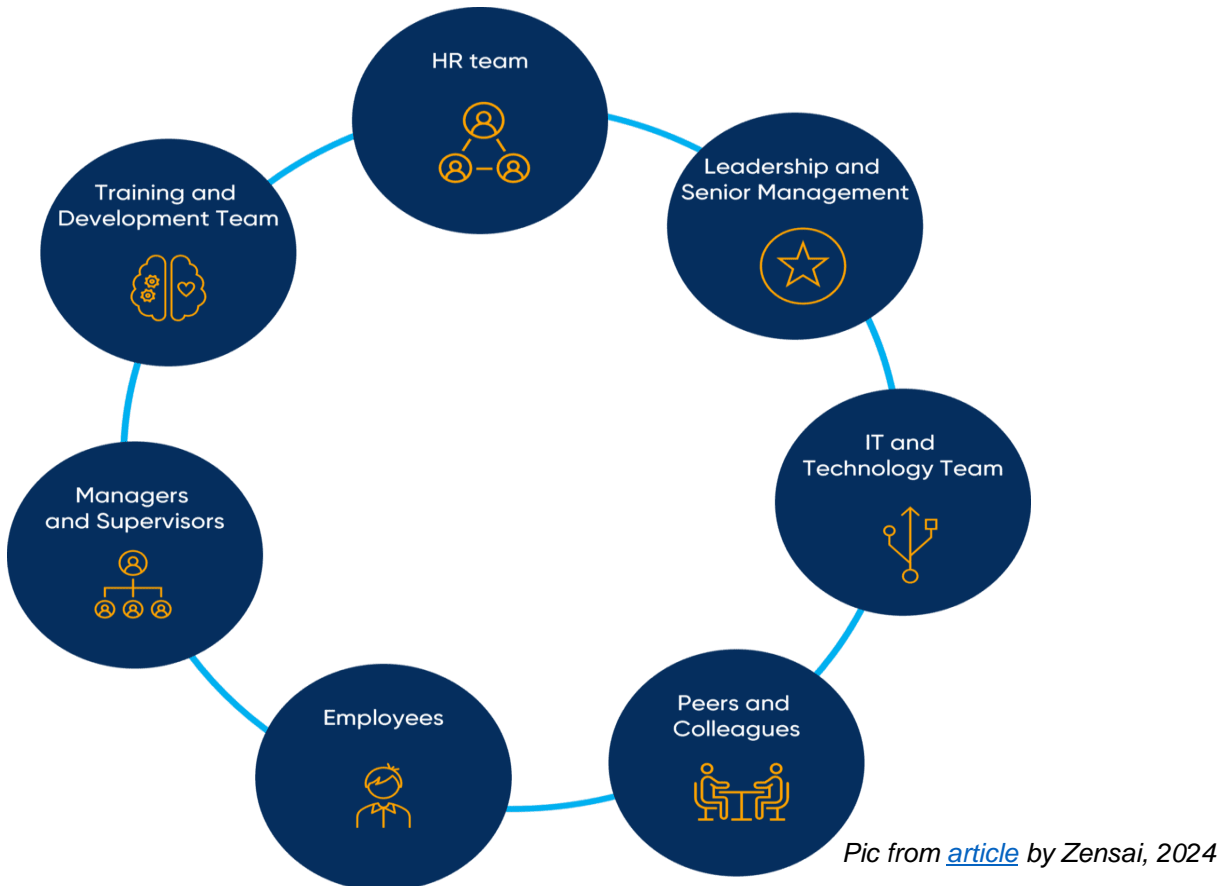 HR team
Leadership and
Senior Management
IT and
Technology Team
Peers and
Colleagues
Employees
Managers
and Supervisors
Training and
Development Team
Pic from article by Zensai, 2024